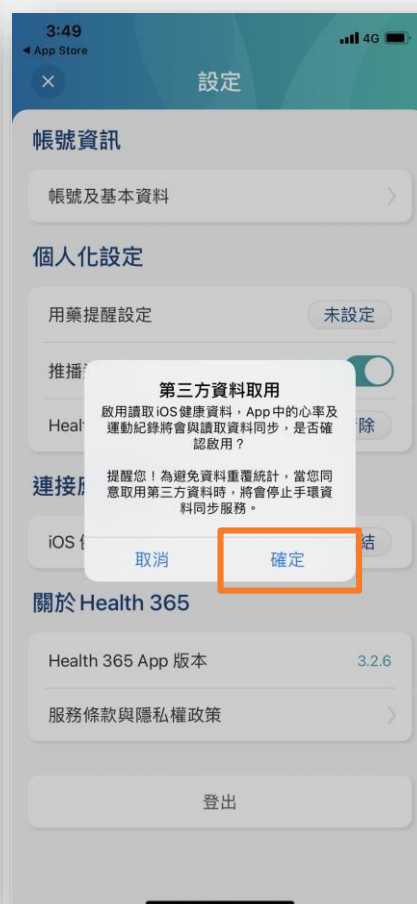 3:49
4G
◀ App Store
設定
帳號資訊
帳號及基本資料
個人化設定
用藥提醒設定 未設定
推播
第三方資料取用
啟用讀取iOS健康資料，App中的心率及
運動紀錄將會與讀取資料同步，是否確
認啟用？
提醒您！為避免資料重覆統計，當您同
意取用第三方資料時，將會停止手環資
料同步服務。
取消 確定
Heal 除
連接
iOS 結
關於Health 365
Health 365 App 版本 3.2.6
服務條款與隱私權政策
登出